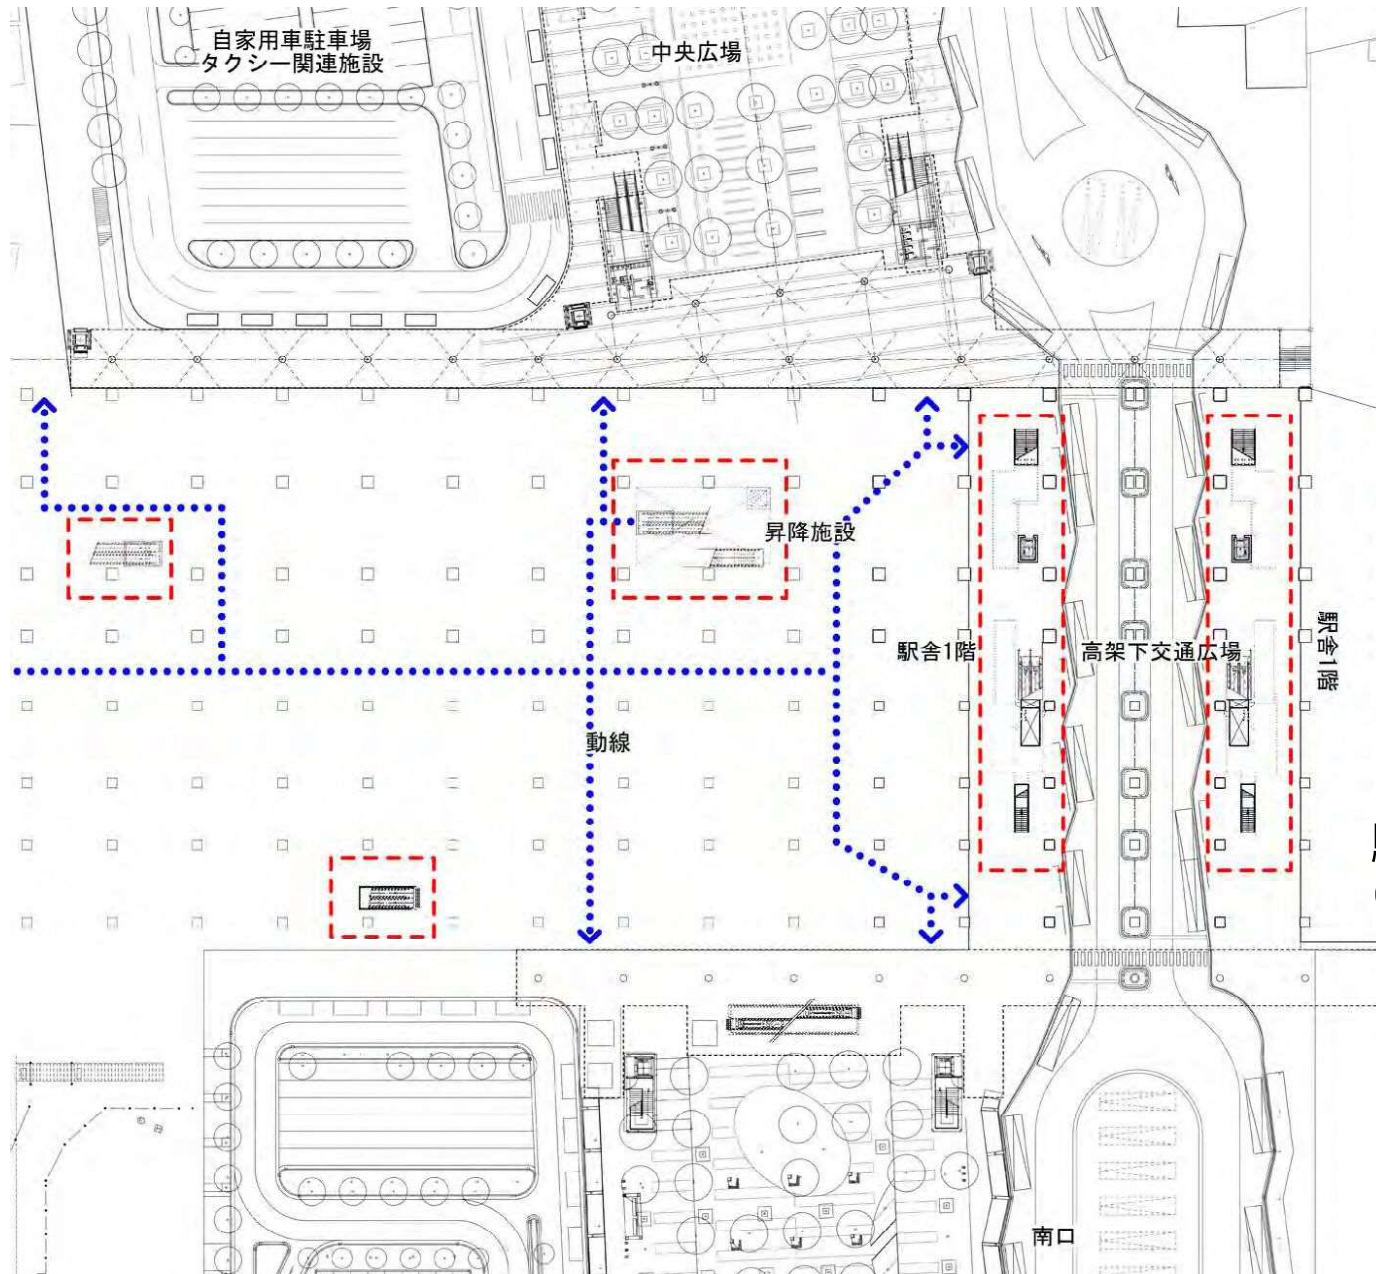 自家用車駐車場
タクシー関連施設
中央広場
昇降施設
駅舎1階
高架下交通広場
駅舎1階
動線
南口